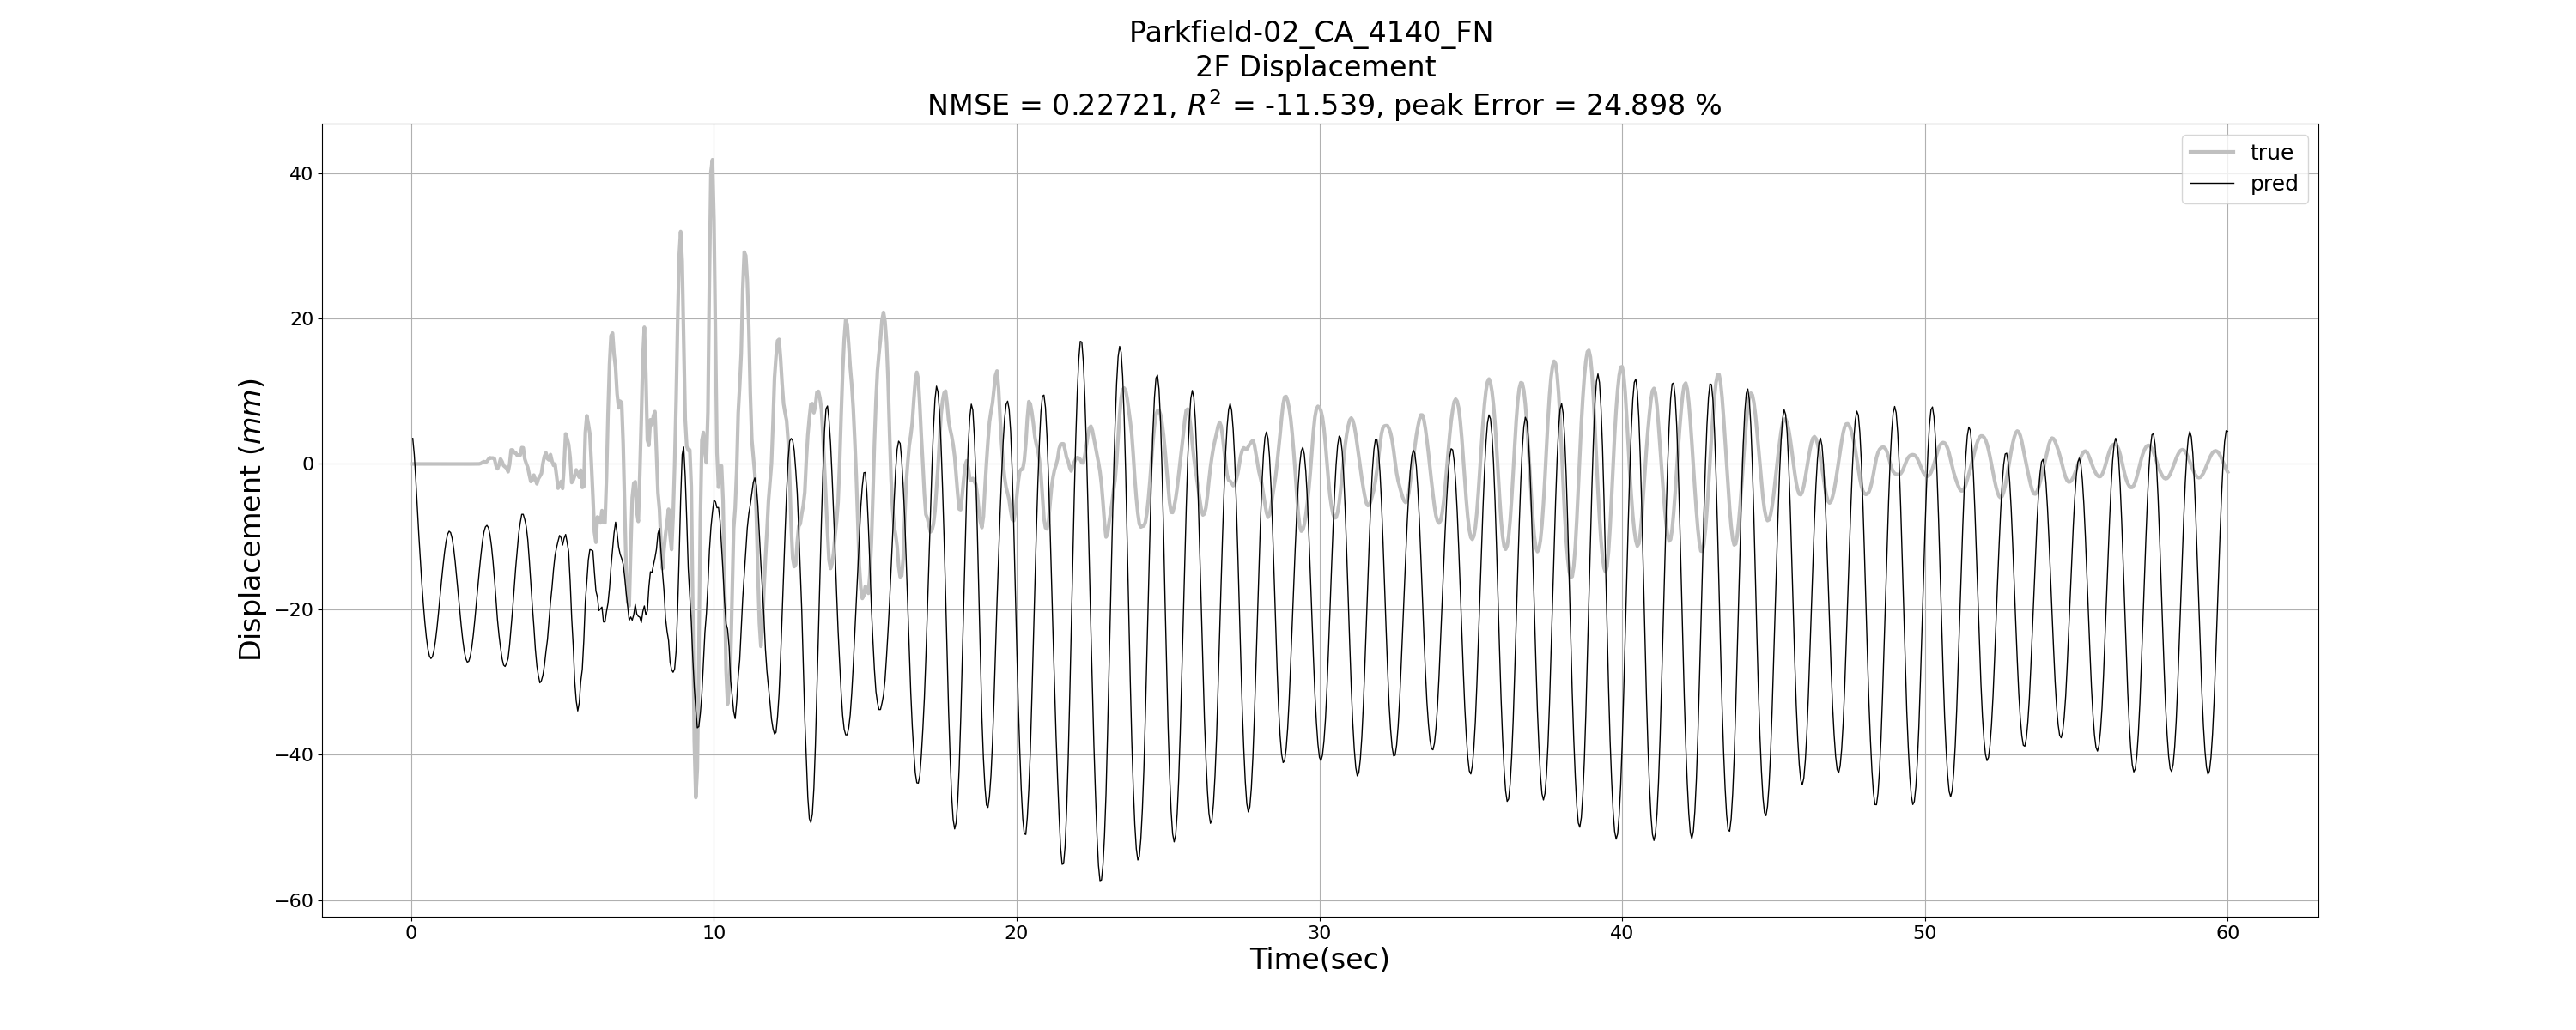 Parkfield-02_CA_4140_FN
2F Displacement
NMSE = 0.22721, R² = -11.539, peak Error = 24.898 %
true
pred
40
20
0
−20
−40
−60
Displacement (mm)
0 10 20 30 40 50 60
Time(sec)